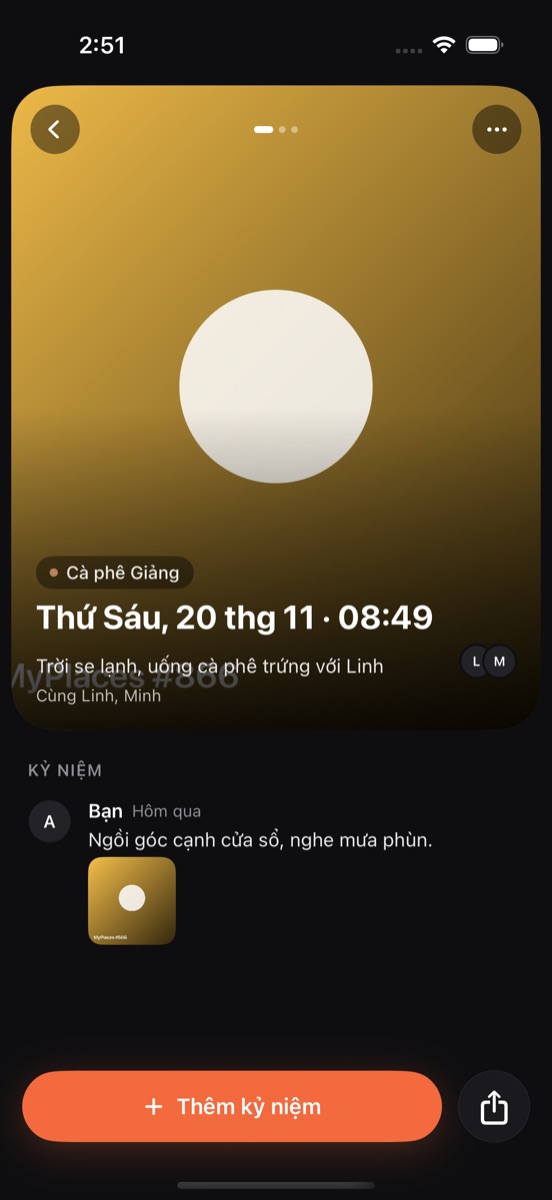 2:51
Cà phê Giảng
Thứ Sáu, 20 thg 11 · 08:49
Trời se lạnh, uống cà phê trứng với Linh
MyPlaces #866
L M
Cùng Linh, Minh
KỶ NIỆM
A
Bạn Hôm qua
Ngồi góc cạnh cửa sổ, nghe mưa phùn.
MyPlaces #866
+ Thêm kỷ niệm